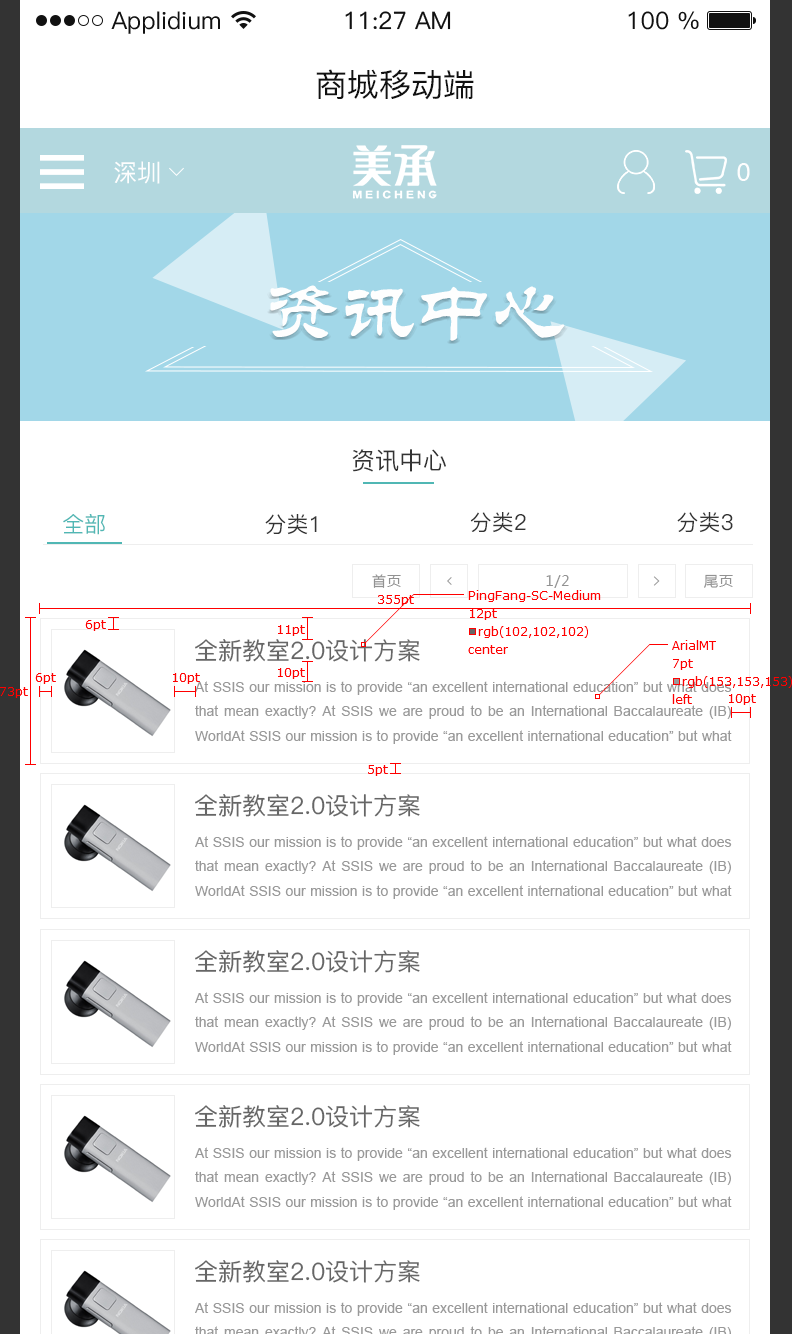 Applidium 11:27 AM 100 %
商城移动端
深圳 美承 0
MEICHENG
资讯中心
资讯中心
全部 分类1 分类2 分类3
首页 1/2 尾页
355pt
PingFang-SC-Medium
12pt
rgb(102,102,102)
center
6pt
11pt
全新教室2.0设计方案
ArialMT
7pt
rgb(153,153,153)
left
10pt
73pt
6pt
10pt
10pt
At SSIS our mission is to provide “an excellent international education” but what does
that mean exactly? At SSIS we are proud to be an International Baccalaureate (IB)
WorldAt SSIS our mission is to provide “an excellent international education” but what
5pt
全新教室2.0设计方案
At SSIS our mission is to provide “an excellent international education” but what does
that mean exactly? At SSIS we are proud to be an International Baccalaureate (IB)
WorldAt SSIS our mission is to provide “an excellent international education” but what
全新教室2.0设计方案
At SSIS our mission is to provide “an excellent international education” but what does
that mean exactly? At SSIS we are proud to be an International Baccalaureate (IB)
WorldAt SSIS our mission is to provide “an excellent international education” but what
全新教室2.0设计方案
At SSIS our mission is to provide “an excellent international education” but what does
that mean exactly? At SSIS we are proud to be an International Baccalaureate (IB)
WorldAt SSIS our mission is to provide “an excellent international education” but what
全新教室2.0设计方案
At SSIS our mission is to provide “an excellent international education” but what does
that mean exactly? At SSIS we are proud to be an International Baccalaureate (IB)